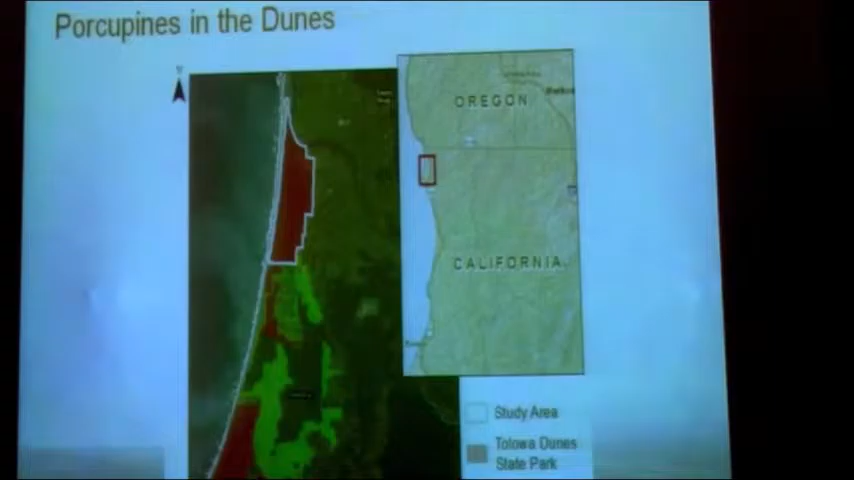 Porcupines in the Dunes
N
OREGON
CALIFORNIA
Study Area
Tolowa Dunes
State Park